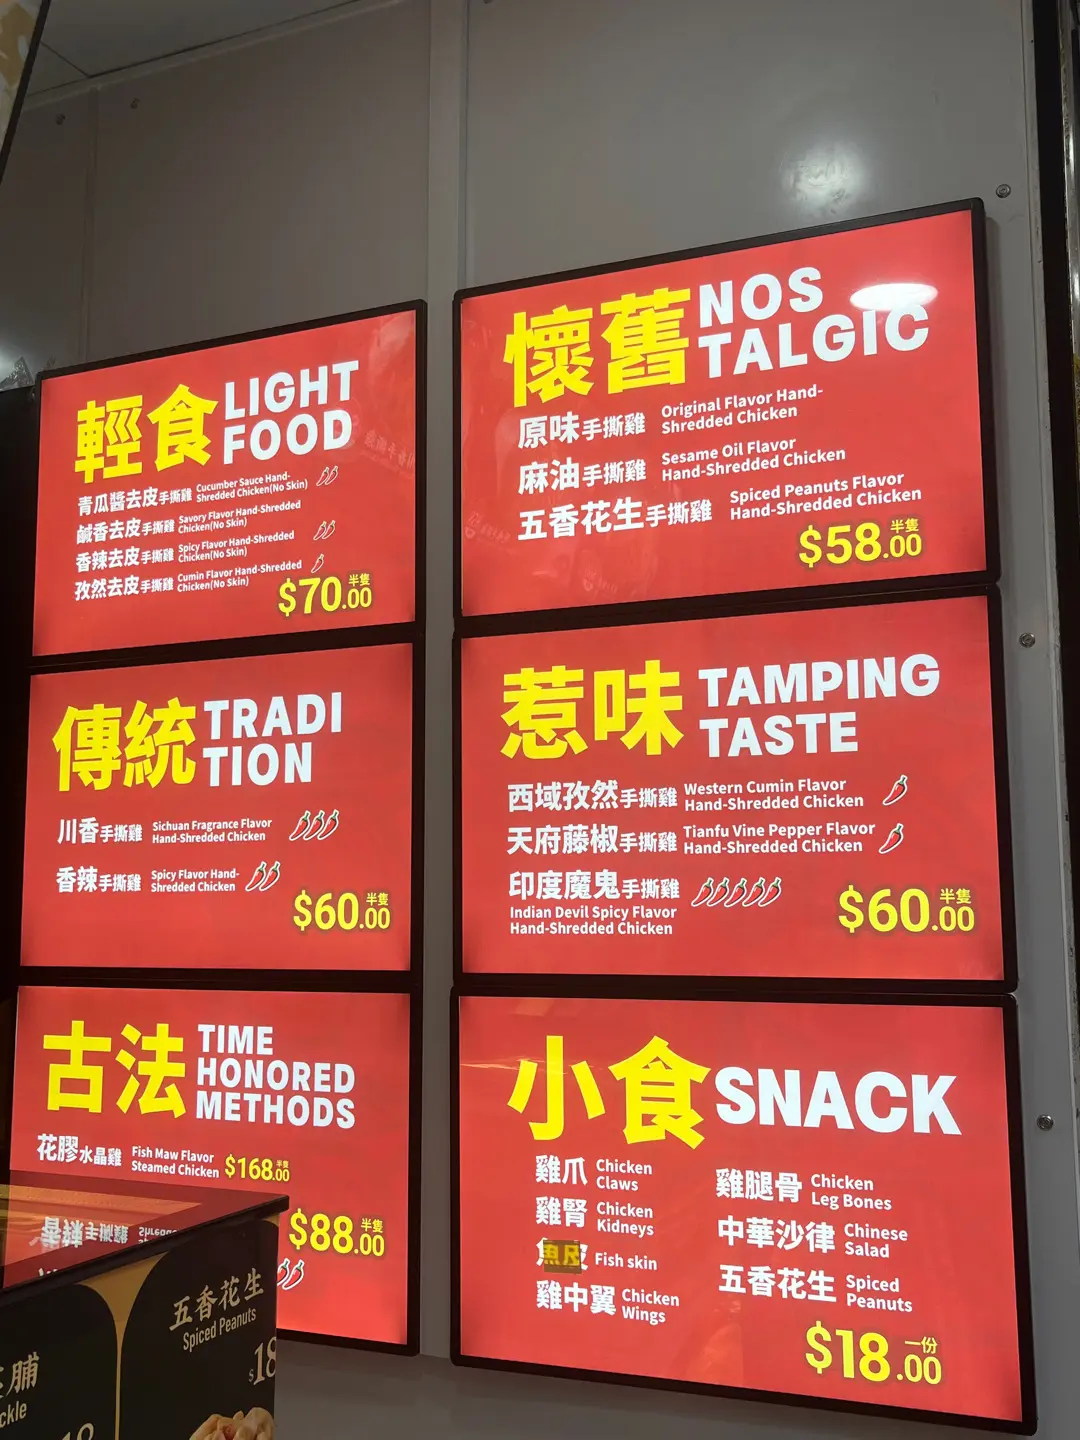 輕食 LIGHT
FOOD
青瓜醬去皮手撕雞 Cucumber Sauce Hand-
Shredded Chicken(No Skin)
鹹香去皮手撕雞 Savory Flavor Hand-Shredded
Chicken(No Skin)
香辣去皮手撕雞 Spicy Flavor Hand-Shredded
Chicken(No Skin)
孜然去皮手撕雞 Cumin Flavor Hand-Shredded
Chicken(No Skin)
$70.00 半隻
傳統 TRADI
TION
川香手撕雞 Sichuan Fragrance Flavor
Hand-Shredded Chicken
香辣手撕雞 Spicy Flavor Hand-
Shredded Chicken
$60.00 半隻
古法 TIME
HONORED
METHODS
花膠水晶雞 Fish Maw Flavor
Steamed Chicken $168.00 半隻
$88.00 半隻
懷舊 NOS
TALGIC
原味手撕雞 Original Flavor Hand-
Shredded Chicken
麻油手撕雞 Sesame Oil Flavor
Hand-Shredded Chicken
五香花生手撕雞 Spiced Peanuts Flavor
Hand-Shredded Chicken
$58.00 半隻
惹味 TAMPING
TASTE
西域孜然手撕雞 Western Cumin Flavor
Hand-Shredded Chicken
天府藤椒手撕雞 Tianfu Vine Pepper Flavor
Hand-Shredded Chicken
印度魔鬼手撕雞
Indian Devil Spicy Flavor
Hand-Shredded Chicken
$60.00 半隻
小食 SNACK
雞爪 Chicken
Claws
雞腎 Chicken
Kidneys
魚皮 Fish skin
雞中翼 Chicken
Wings
雞腿骨 Chicken
Leg Bones
中華沙律 Chinese
Salad
五香花生 Spiced
Peanuts
$18.00 一份
五香花生
Spiced Peanuts
$18